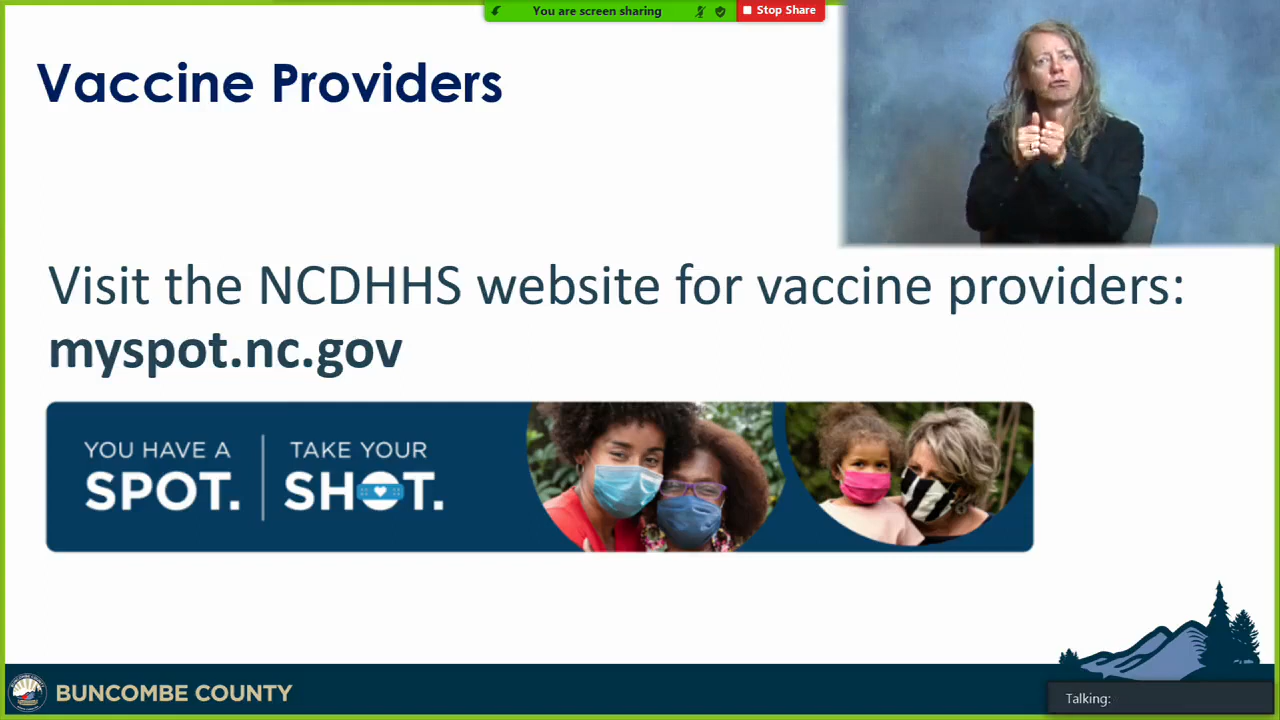 You are screen sharing
Stop Share
Vaccine Providers
Visit the NCDHHS website for vaccine providers:
myspot.nc.gov
YOU HAVE A
SPOT.
TAKE YOUR
SHOT.
BUNCOMBE COUNTY
Talking: